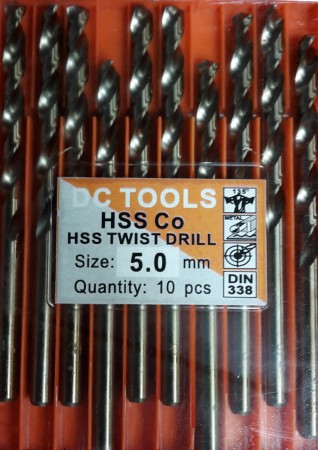 DC TOOLS
HSS Co
HSS TWIST DRILL
Size: 5.0 mm
Quantity: 10 pcs
135°
METAL
DIN
338